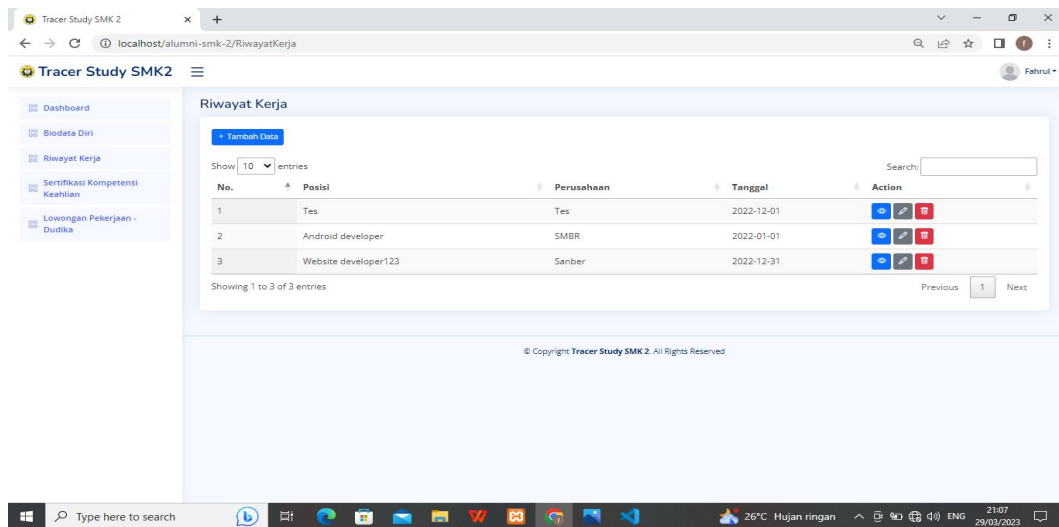 Tracer Study SMK 2
localhost/alumni-smk-2/RiwayatKerja
f
Tracer Study SMK2
Fahrul
Dashboard
Biodata Diri
Riwayat Kerja
Sertifikasi Kompetensi
Keahlian
Lowongan Pekerjaan -
Dudika
Riwayat Kerja
+ Tambah Data
Show 10 entries
Search:
No. Posisi Perusahaan Tanggal Action
1 Tes Tes 2022-12-01
2 Android developer SMBR 2022-01-01
3 Website developer123 Sanber 2022-12-31
Showing 1 to 3 of 3 entries
Previous 1 Next
© Copyright Tracer Study SMK 2. All Rights Reserved
Type here to search
26°C Hujan ringan
ENG
21:07
29/03/2023